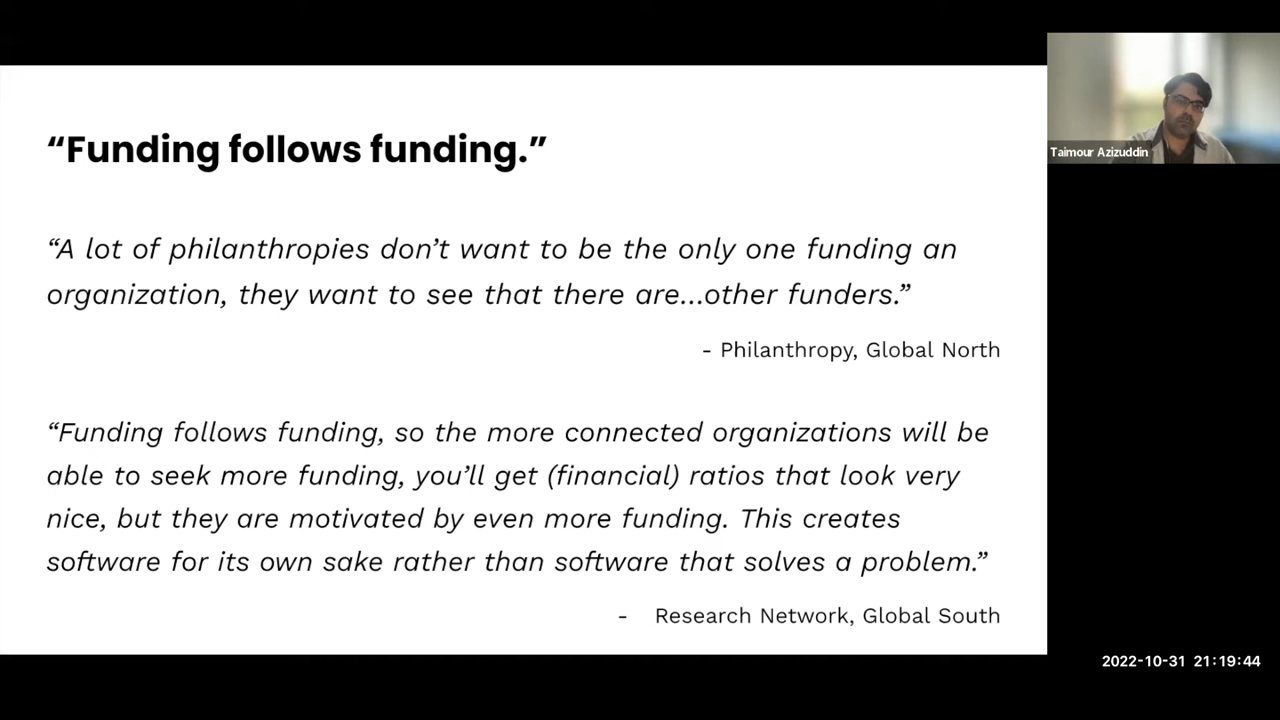 “Funding follows funding.”
“A lot of philanthropies don’t want to be the only one funding an
organization, they want to see that there are...other funders.”
- Philanthropy, Global North
“Funding follows funding, so the more connected organizations will be
able to seek more funding, you’ll get (financial) ratios that look very
nice, but they are motivated by even more funding. This creates
software for its own sake rather than software that solves a problem.”
- Research Network, Global South
Taimour Azizuddin
2022-10-31 21:19:44